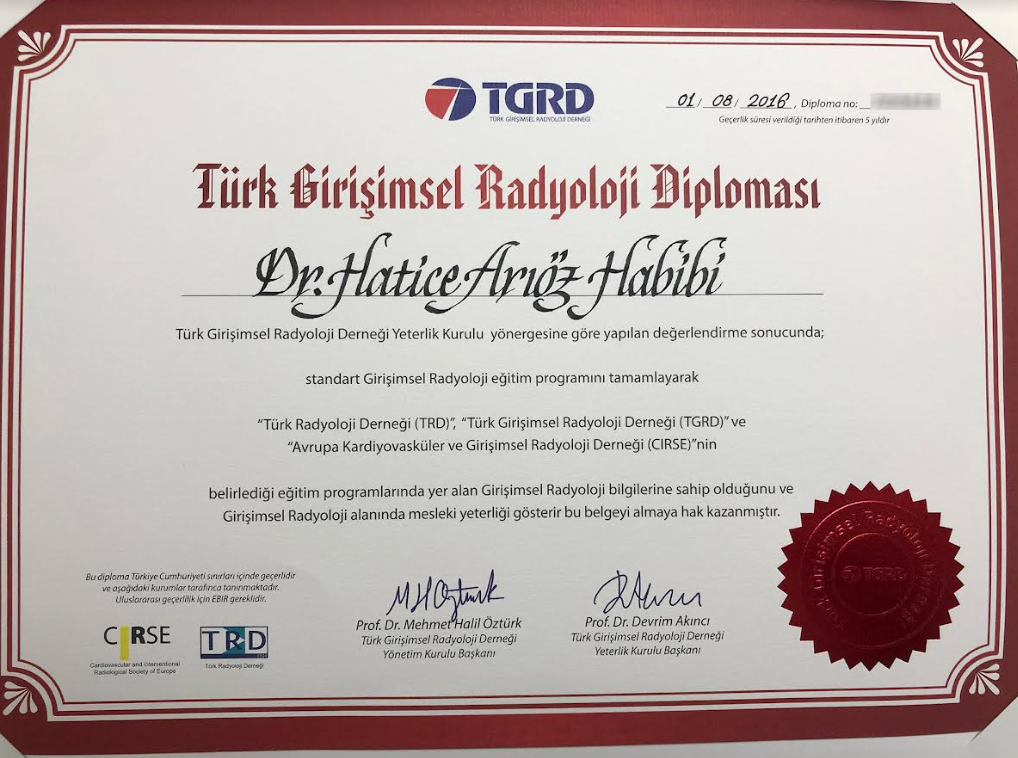 TGRD
TÜRK GİRİŞİMSEL RADYOLOJİ DERNEĞİ
01 / 08 / 2016 , Diploma no:
Geçerlik süresi verildiği tarihten itibaren 5 yıldır
Türk Girişimsel Radyoloji Diploması
Dr. Hatice Arıöz Habibi
Türk Girişimsel Radyoloji Derneği Yeterlik Kurulu yönergesine göre yapılan değerlendirme sonucunda;
standart Girişimsel Radyoloji eğitim programını tamamlayarak
“Türk Radyoloji Derneği (TRD)”, “Türk Girişimsel Radyoloji Derneği (TGRD)” ve
“Avrupa Kardiyovasküler ve Girişimsel Radyoloji Derneği (CIRSE)”nin
belirlediği eğitim programlarında yer alan Girişimsel Radyoloji bilgilerine sahip olduğunu ve
Girişimsel Radyoloji alanında mesleki yeterliği gösterir bu belgeyi almaya hak kazanmıştır.
Bu diploma Türkiye Cumhuriyeti sınırları içinde geçerlidir
ve aşağıdaki kurumlar tarafınca tanınmaktadır.
Uluslararası geçerlilik için EBIR gereklidir.
CIRSE
Cardiovascular and Interventional
Radiological Society of Europe
TRD
Türk Radyoloji Derneği
M H Öztürk
Prof. Dr. Mehmet Halil Öztürk
Türk Girişimsel Radyoloji Derneği
Yönetim Kurulu Başkanı
Prof. Dr. Devrim Akıncı
Türk Girişimsel Radyoloji Derneği
Yeterlik Kurulu Başkanı
Türk Girişimsel Radyoloji Derneği
TGRD